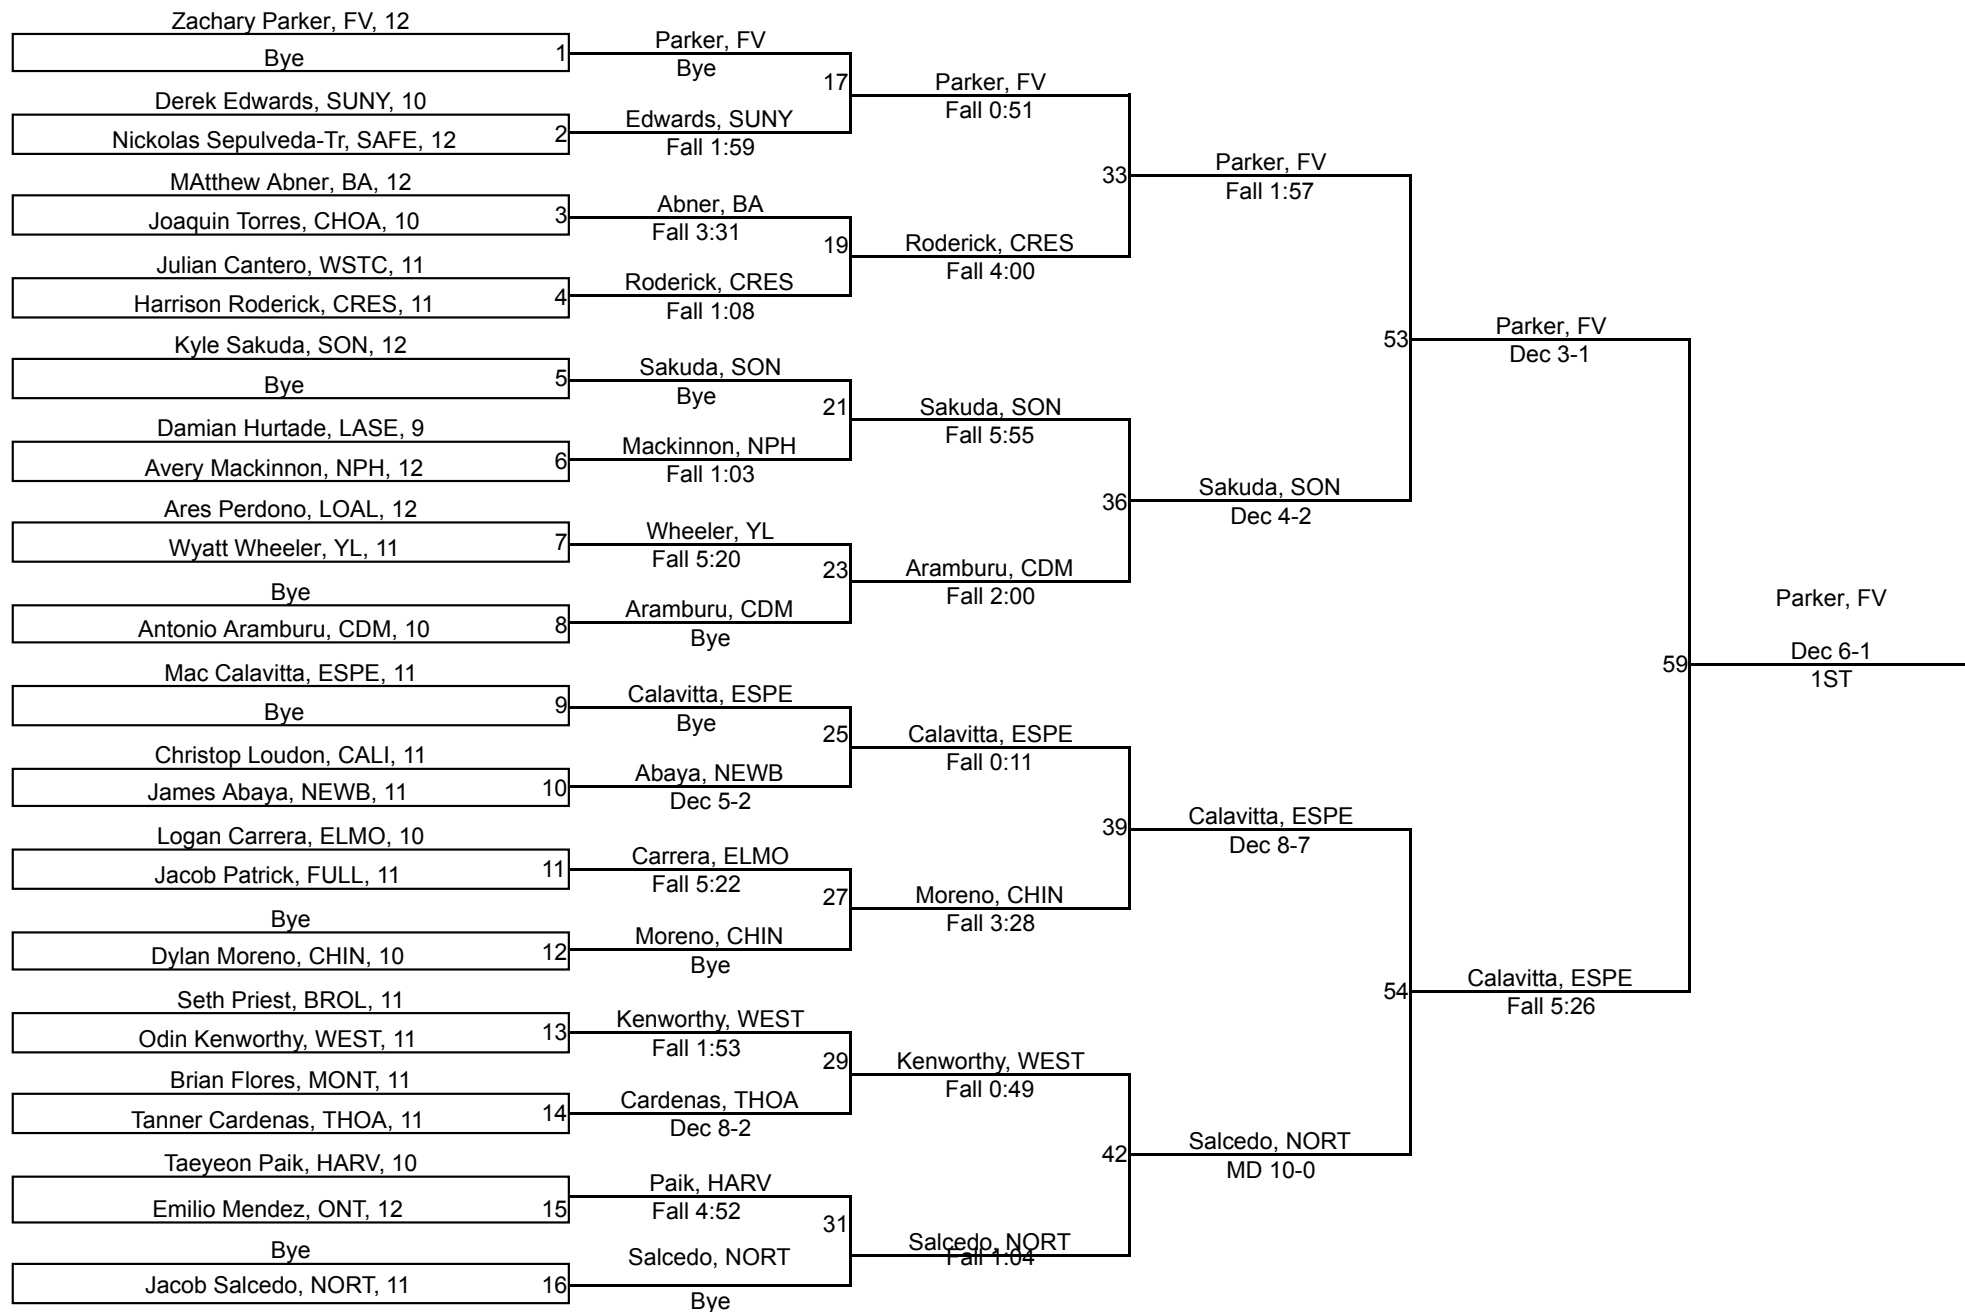 Zachary Parker, FV, 12
Bye
1
Derek Edwards, SUNY, 10
Nickolas Sepulveda-Tr, SAFE, 12
2
MAtthew Abner, BA, 12
Joaquin Torres, CHOA, 10
3
Julian Cantero, WSTC, 11
Harrison Roderick, CRES, 11
4
Kyle Sakuda, SON, 12
Bye
5
Damian Hurtade, LASE, 9
Avery Mackinnon, NPH, 12
6
Ares Perdono, LOAL, 12
Wyatt Wheeler, YL, 11
7
Bye
Antonio Aramburu, CDM, 10
8
Mac Calavitta, ESPE, 11
Bye
9
Christop Loudon, CALI, 11
James Abaya, NEWB, 11
10
Logan Carrera, ELMO, 10
Jacob Patrick, FULL, 11
11
Bye
Dylan Moreno, CHIN, 10
12
Seth Priest, BROL, 11
Odin Kenworthy, WEST, 11
13
Brian Flores, MONT, 11
Tanner Cardenas, THOA, 11
14
Taeyeon Paik, HARV, 10
Emilio Mendez, ONT, 12
15
Bye
Jacob Salcedo, NORT, 11
16
Parker, FV
Bye
17
Edwards, SUNY
Fall 1:59
Abner, BA
Fall 3:31
19
Roderick, CRES
Fall 1:08
Sakuda, SON
Bye
21
Mackinnon, NPH
Fall 1:03
Wheeler, YL
Fall 5:20
23
Aramburu, CDM
Bye
Calavitta, ESPE
Bye
25
Abaya, NEWB
Dec 5-2
Carrera, ELMO
Fall 5:22
27
Moreno, CHIN
Bye
Kenworthy, WEST
Fall 1:53
29
Cardenas, THOA
Dec 8-2
Paik, HARV
Fall 4:52
31
Salcedo, NORT
Bye
Parker, FV
Fall 0:51
33
Roderick, CRES
Fall 4:00
Sakuda, SON
Fall 5:55
36
Aramburu, CDM
Fall 2:00
Calavitta, ESPE
Fall 0:11
39
Moreno, CHIN
Fall 3:28
Kenworthy, WEST
Fall 0:49
42
Salcedo, NORT
Fall 1:04
Parker, FV
Fall 1:57
53
Sakuda, SON
Dec 4-2
Calavitta, ESPE
Dec 8-7
54
Salcedo, NORT
MD 10-0
Parker, FV
Dec 3-1
59
Calavitta, ESPE
Fall 5:26
Parker, FV
Dec 6-1
1ST